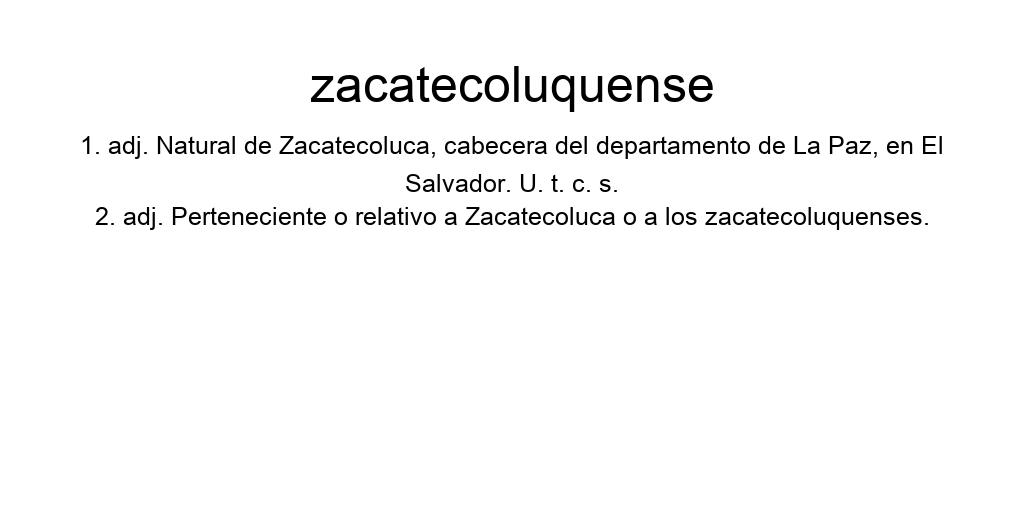 zacatecoluquense
1. adj. Natural de Zacatecoluca, cabecera del departamento de La Paz, en El
Salvador. U. t. c. s.
2. adj. Perteneciente o relativo a Zacatecoluca o a los zacatecoluquenses.